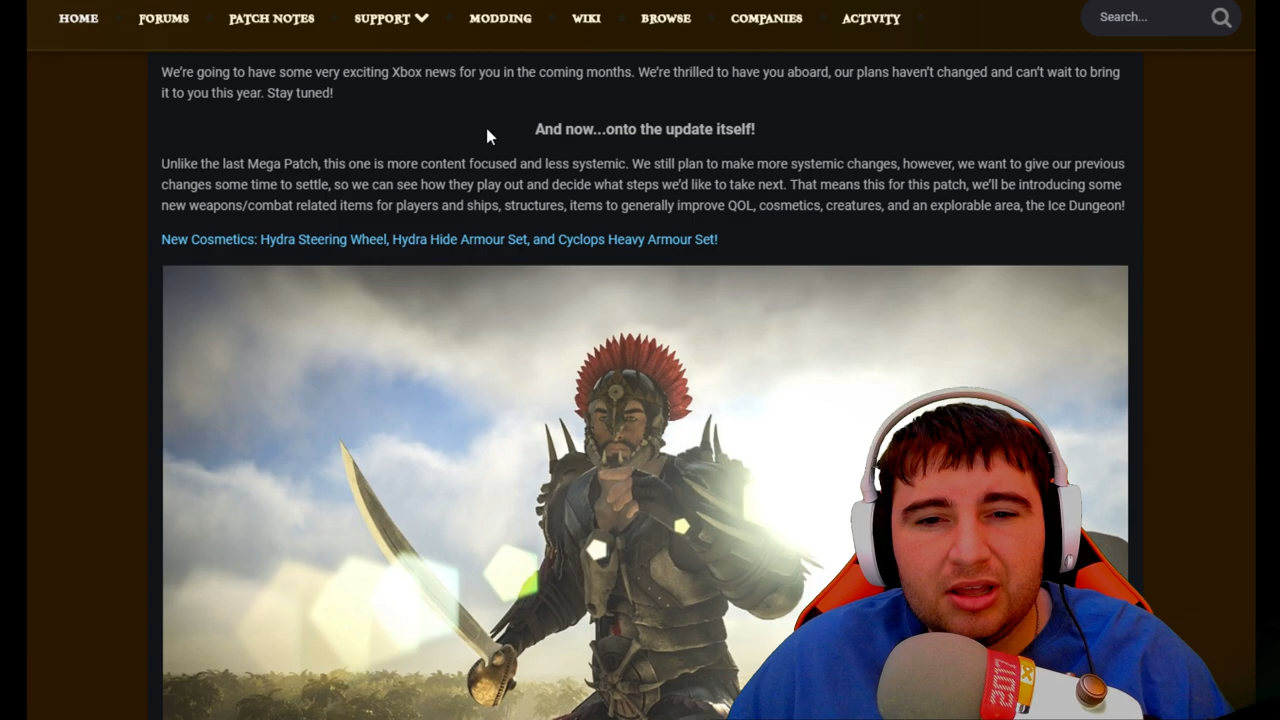 HOME FORUMS PATCH NOTES SUPPORT MODDING WIKI BROWSE COMPANIES ACTIVITY Search...
We're going to have some very exciting Xbox news for you in the coming months. We're thrilled to have you aboard, our plans haven't changed and can't wait to bring
it to you this year. Stay tuned!
And now...onto the update itself!
Unlike the last Mega Patch, this one is more content focused and less systemic. We still plan to make more systemic changes, however, we want to give our previous
changes some time to settle, so we can see how they play out and decide what steps we'd like to take next. That means this for this patch, we'll be introducing some
new weapons/combat related items for players and ships, structures, items to generally improve QOL, cosmetics, creatures, and an explorable area, the Ice Dungeon!
New Cosmetics: Hydra Steering Wheel, Hydra Hide Armour Set, and Cyclops Heavy Armour Set!